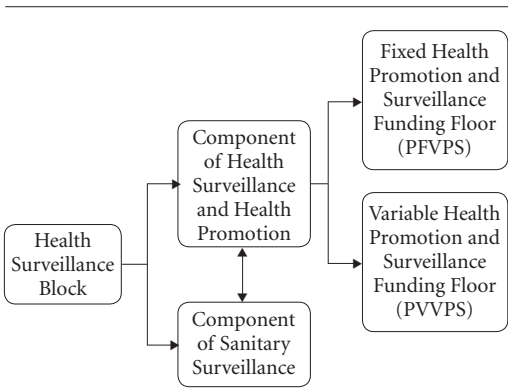 Health
Surveillance
Block
Component
of Health
Surveillance
and Health
Promotion
Component
of Sanitary
Surveillance
Fixed Health
Promotion and
Surveillance
Funding Floor
(PFVPS)
Variable Health
Promotion and
Surveillance
Funding Floor
(PVVPS)